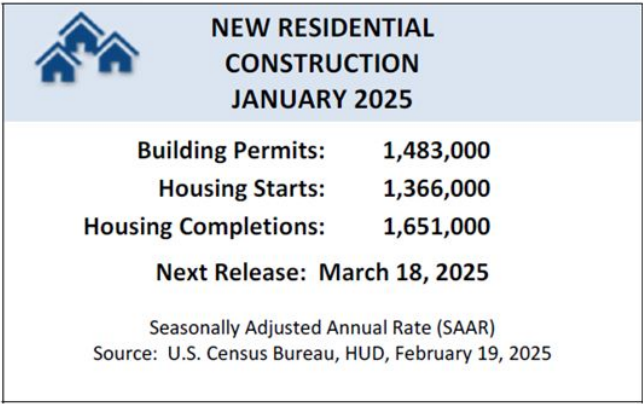 NEW RESIDENTIAL
CONSTRUCTION
JANUARY 2025
Building Permits: 1,483,000
Housing Starts: 1,366,000
Housing Completions: 1,651,000
Next Release: March 18, 2025
Seasonally Adjusted Annual Rate (SAAR)
Source: U.S. Census Bureau, HUD, February 19, 2025